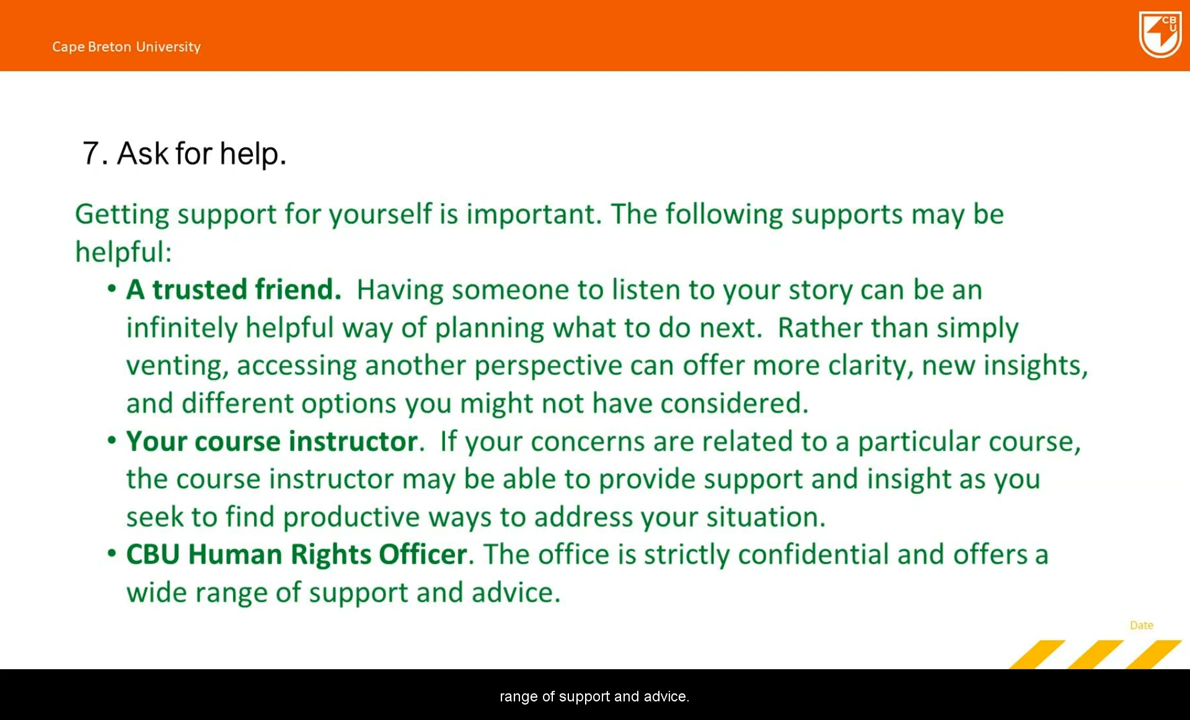 Cape Breton University
CB
U
7. Ask for help.
Getting support for yourself is important. The following supports may be
helpful:
• A trusted friend.  Having someone to listen to your story can be an
infinitely helpful way of planning what to do next.  Rather than simply
venting, accessing another perspective can offer more clarity, new insights,
and different options you might not have considered.
• Your course instructor.  If your concerns are related to a particular course,
the course instructor may be able to provide support and insight as you
seek to find productive ways to address your situation.
• CBU Human Rights Officer. The office is strictly confidential and offers a
wide range of support and advice.
Date
range of support and advice.